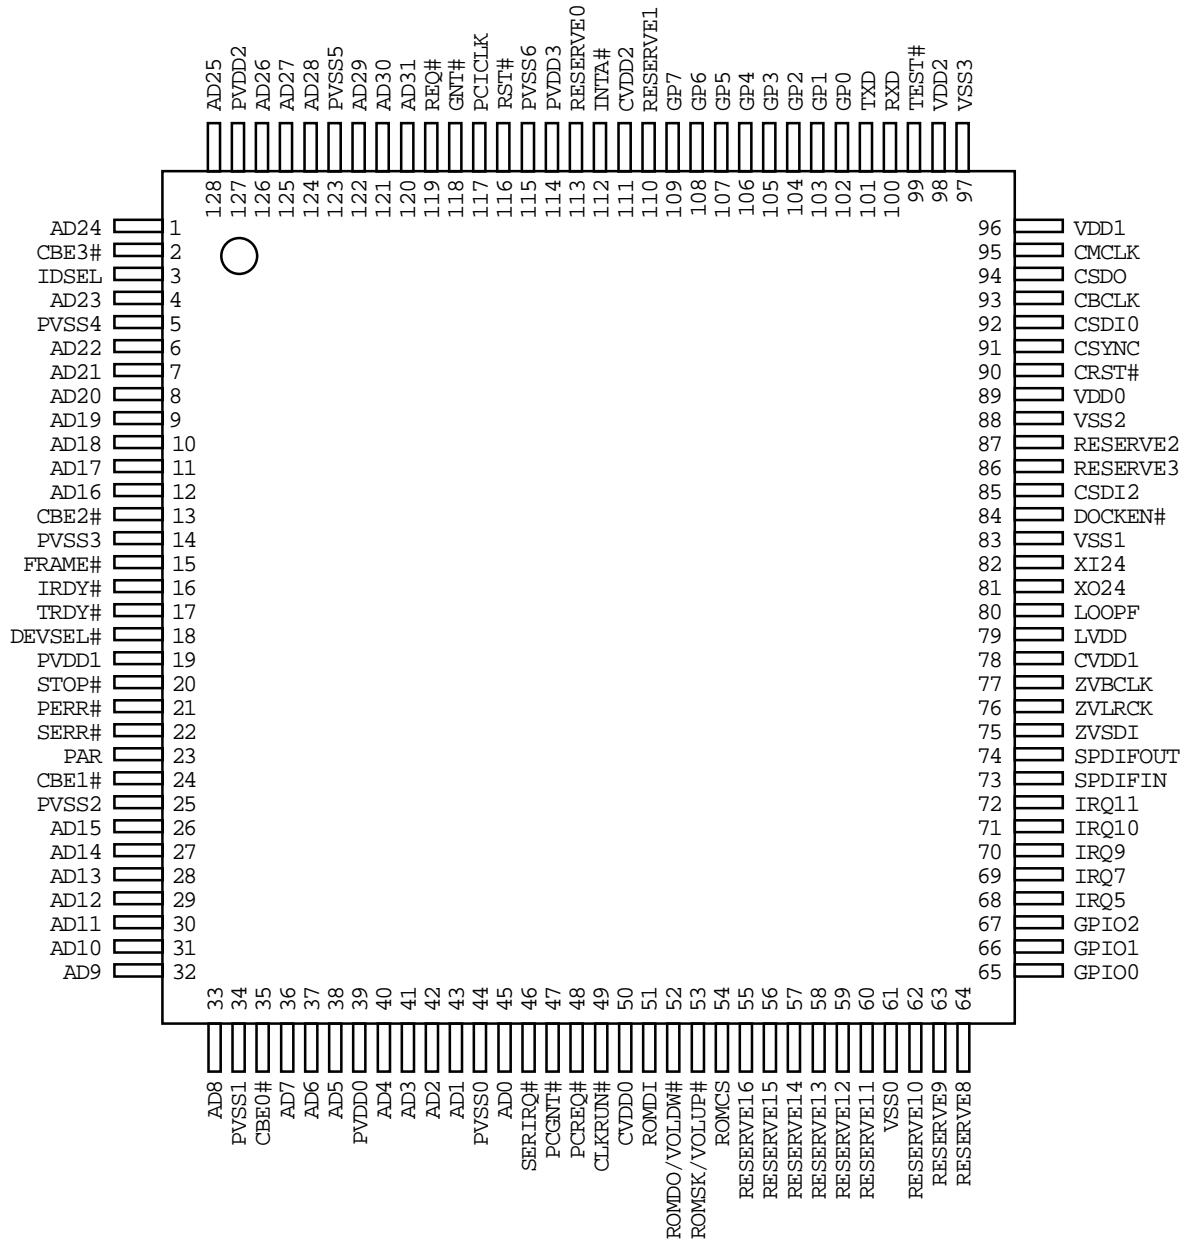 AD25
PVDD2
AD26
AD27
AD28
PVSS5
AD29
AD30
AD31
REQ#
GNT#
PCICLK
RST#
PVSS6
PVDD3
RESERVE0
INTA#
CVDD2
RESERVE1
GP7
GP6
GP5
GP4
GP3
GP2
GP1
GP0
TXD
RXD
TEST#
VDD2
VSS3
128
127
126
125
124
123
122
121
120
119
118
117
116
115
114
113
112
111
110
109
108
107
106
105
104
103
102
101
100
99
98
97
AD24 1
CBE3# 2
IDSEL 3
AD23 4
PVSS4 5
AD22 6
AD21 7
AD20 8
AD19 9
AD18 10
AD17 11
AD16 12
CBE2# 13
PVSS3 14
FRAME# 15
IRDY# 16
TRDY# 17
DEVSEL# 18
PVDD1 19
STOP# 20
PERR# 21
SERR# 22
PAR 23
CBE1# 24
PVSS2 25
AD15 26
AD14 27
AD13 28
AD12 29
AD11 30
AD10 31
AD9 32
96 VDD1
95 CMCLK
94 CSDO
93 CBCLK
92 CSDI0
91 CSYNC
90 CRST#
89 VDD0
88 VSS2
87 RESERVE2
86 RESERVE3
85 CSDI2
84 DOCKEN#
83 VSS1
82 XI24
81 XO24
80 LOOPF
79 LVDD
78 CVDD1
77 ZVBCLK
76 ZVLRCK
75 ZVSDI
74 SPDIFOUT
73 SPDIFIN
72 IRQ11
71 IRQ10
70 IRQ9
69 IRQ7
68 IRQ5
67 GPIO2
66 GPIO1
65 GPIO0
33
34
35
36
37
38
39
40
41
42
43
44
45
46
47
48
49
50
51
52
53
54
55
56
57
58
59
60
61
62
63
64
AD8
PVSS1
CBE0#
AD7
AD6
AD5
PVDD0
AD4
AD3
AD2
AD1
PVSS0
AD0
SERIRQ#
PCGNT#
PCREQ#
CLKRUN#
CVDD0
ROMDI
ROMDO/VOLDW#
ROMSK/VOLUP#
ROMCS
RESERVE16
RESERVE15
RESERVE14
RESERVE13
RESERVE12
RESERVE11
VSS0
RESERVE10
RESERVE9
RESERVE8